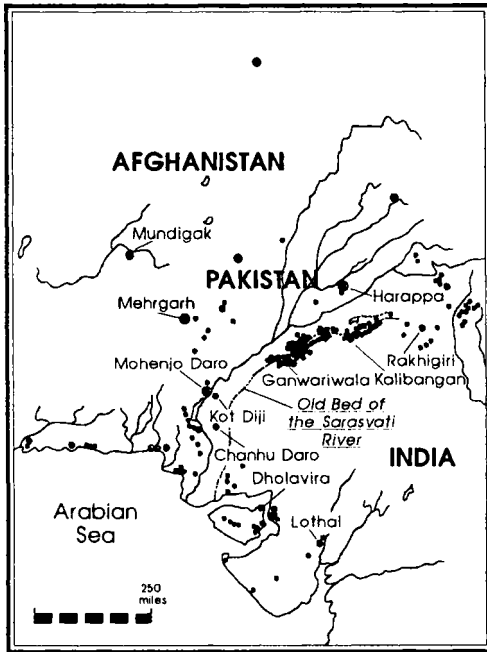 AFGHANISTAN
Mundigak
PAKISTAN
Mehrgarh
Harappa
Mohenjo Daro
Rakhigiri
Ganwariwala Kalibangan
Kot Diji
Old Bed of
the Sarasvati
River
Chanhu Daro
INDIA
Dholavira
Arabian
Sea
Lothal
250
miles